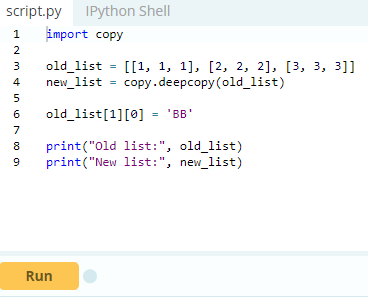 script.py IPython Shell
1 import copy
2
3 old_list = [[1, 1, 1], [2, 2, 2], [3, 3, 3]]
4 new_list = copy.deepcopy(old_list)
5
6 old_list[1][0] = 'BB'
7
8 print("Old list:", old_list)
9 print("New list:", new_list)
Run